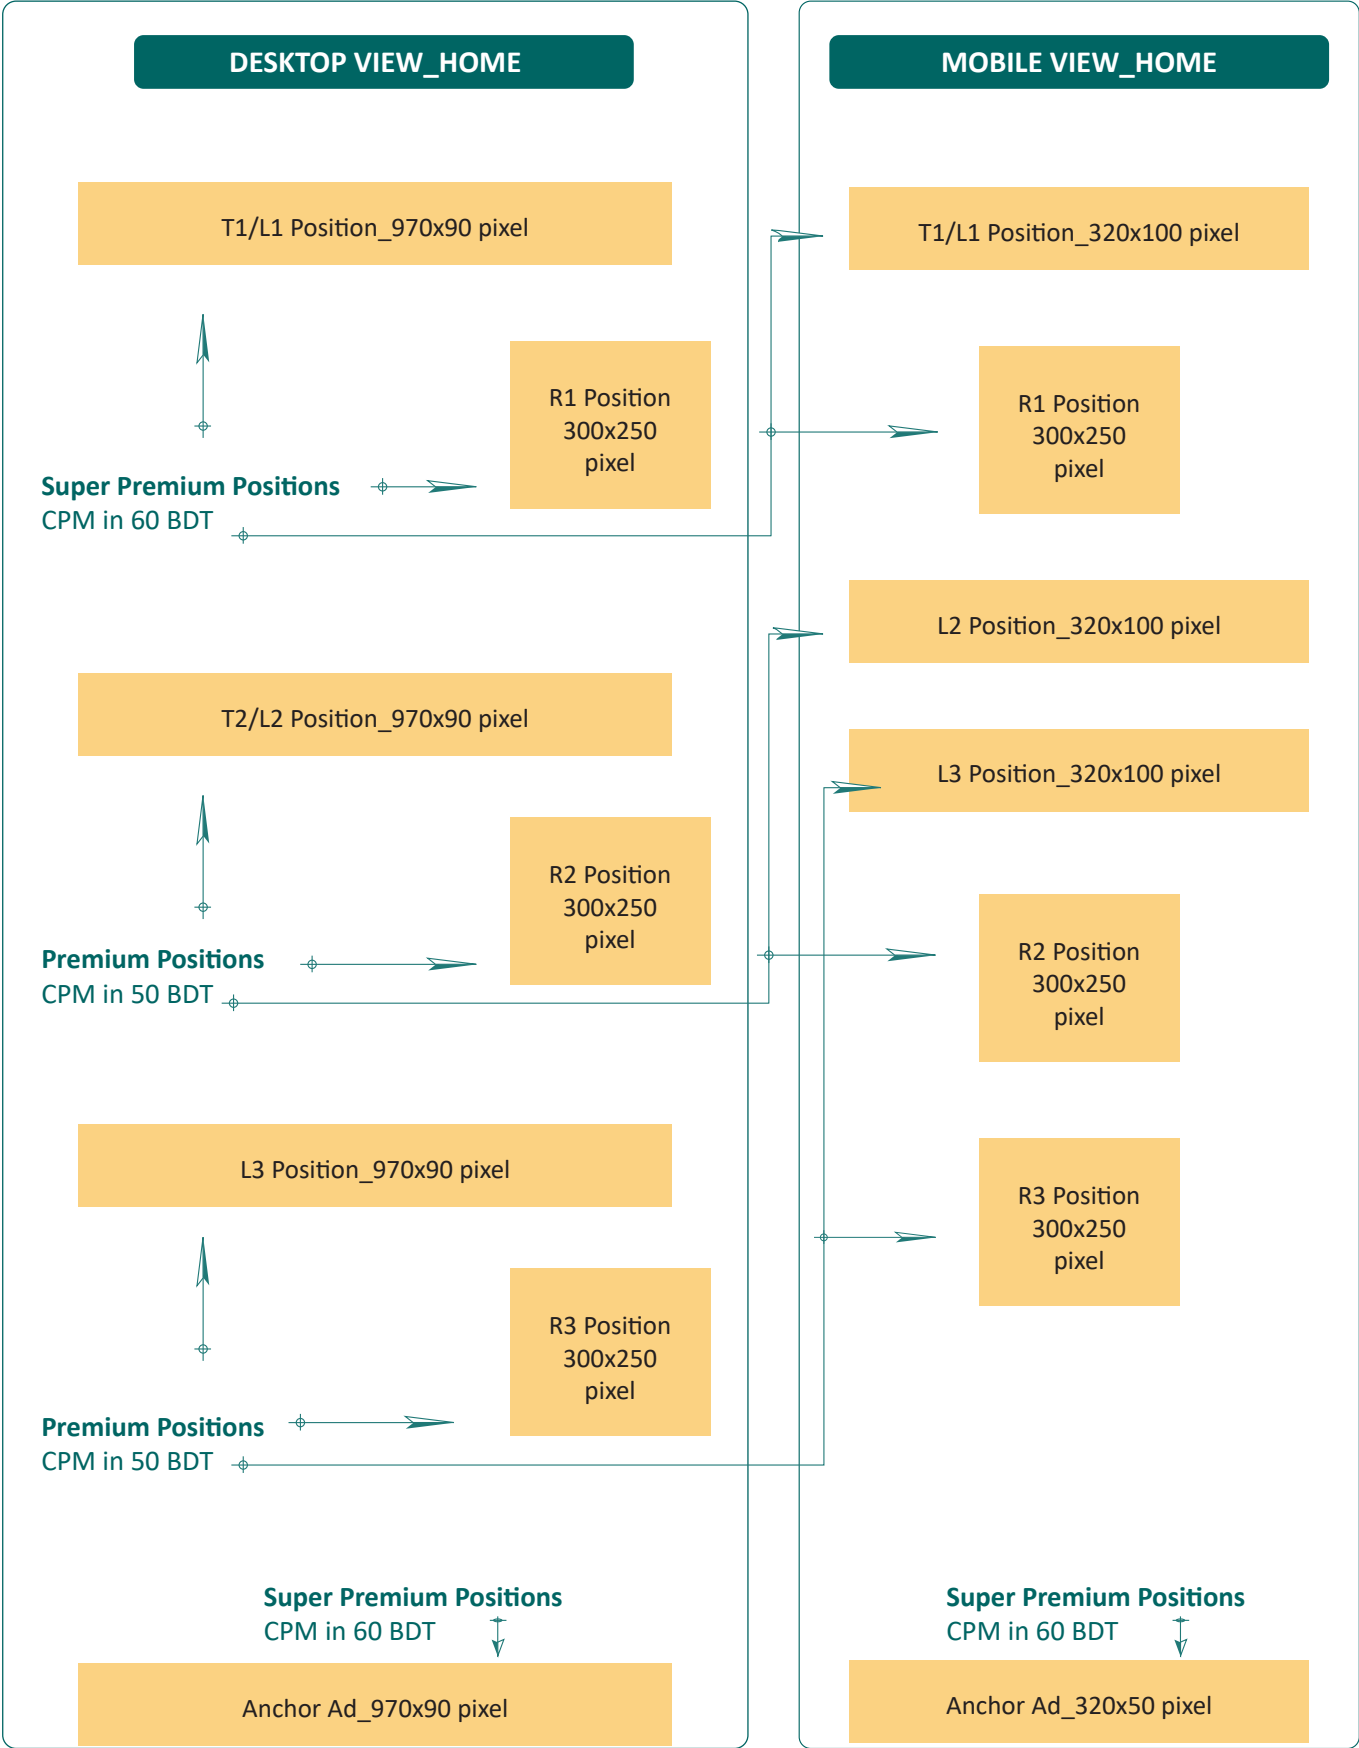 DESKTOP VIEW_HOME
T1/L1 Position_970x90 pixel
R1 Position
300x250
pixel
Super Premium Positions
CPM in 60 BDT
T2/L2 Position_970x90 pixel
R2 Position
300x250
pixel
Premium Positions
CPM in 50 BDT
L3 Position_970x90 pixel
R3 Position
300x250
pixel
Premium Positions
CPM in 50 BDT
Super Premium Positions
CPM in 60 BDT
Anchor Ad_970x90 pixel
MOBILE VIEW_HOME
T1/L1 Position_320x100 pixel
R1 Position
300x250
pixel
L2 Position_320x100 pixel
L3 Position_320x100 pixel
R2 Position
300x250
pixel
R3 Position
300x250
pixel
Super Premium Positions
CPM in 60 BDT
Anchor Ad_320x50 pixel